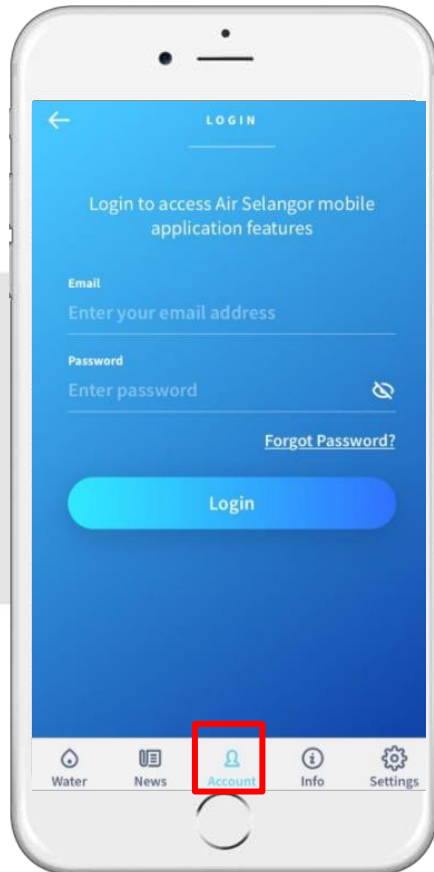 LOGIN
Login to access Air Selangor mobile
application features
Email
Enter your email address
Password
Enter password
Forgot Password?
Login
Water News Account Info Settings